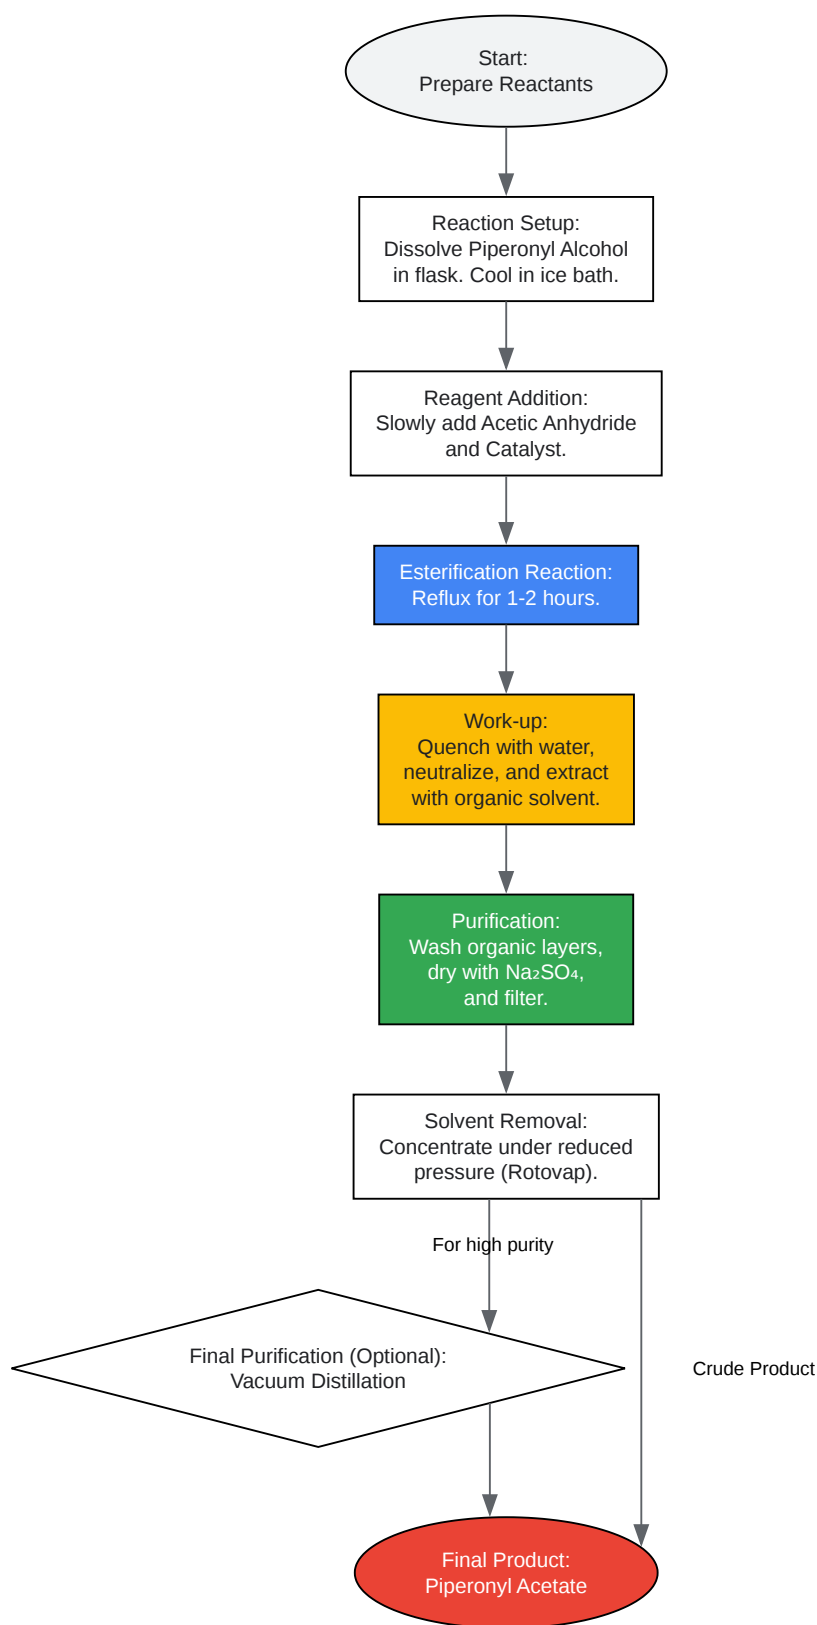 Start:
Prepare Reactants
Reaction Setup:
Dissolve Piperonyl Alcohol
in flask. Cool in ice bath.
Reagent Addition:
Slowly add Acetic Anhydride
and Catalyst.
Esterification Reaction:
Reflux for 1-2 hours.
Work-up:
Quench with water,
neutralize, and extract
with organic solvent.
Purification:
Wash organic layers,
dry with Na₂SO₄,
and filter.
Solvent Removal:
Concentrate under reduced
pressure (Rotovap).
For high purity
Final Purification (Optional):
Vacuum Distillation
Crude Product
Final Product:
Piperonyl Acetate